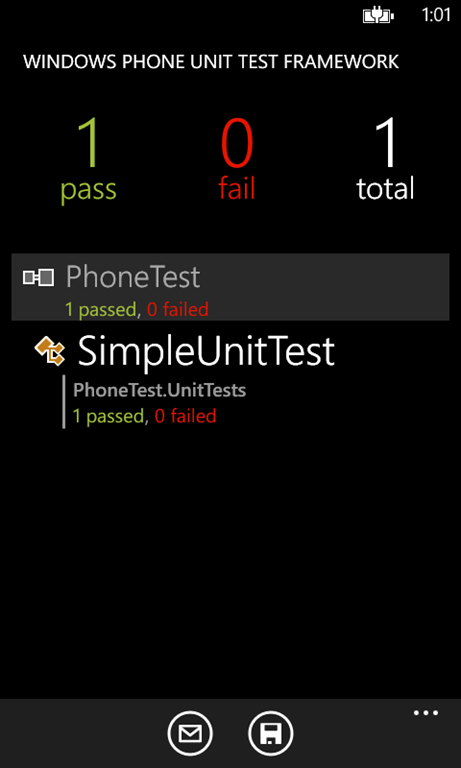 1:01
WINDOWS PHONE UNIT TEST FRAMEWORK
1 0 1
pass fail total
PhoneTest
1 passed, 0 failed
SimpleUnitTest
PhoneTest.UnitTests
1 passed, 0 failed